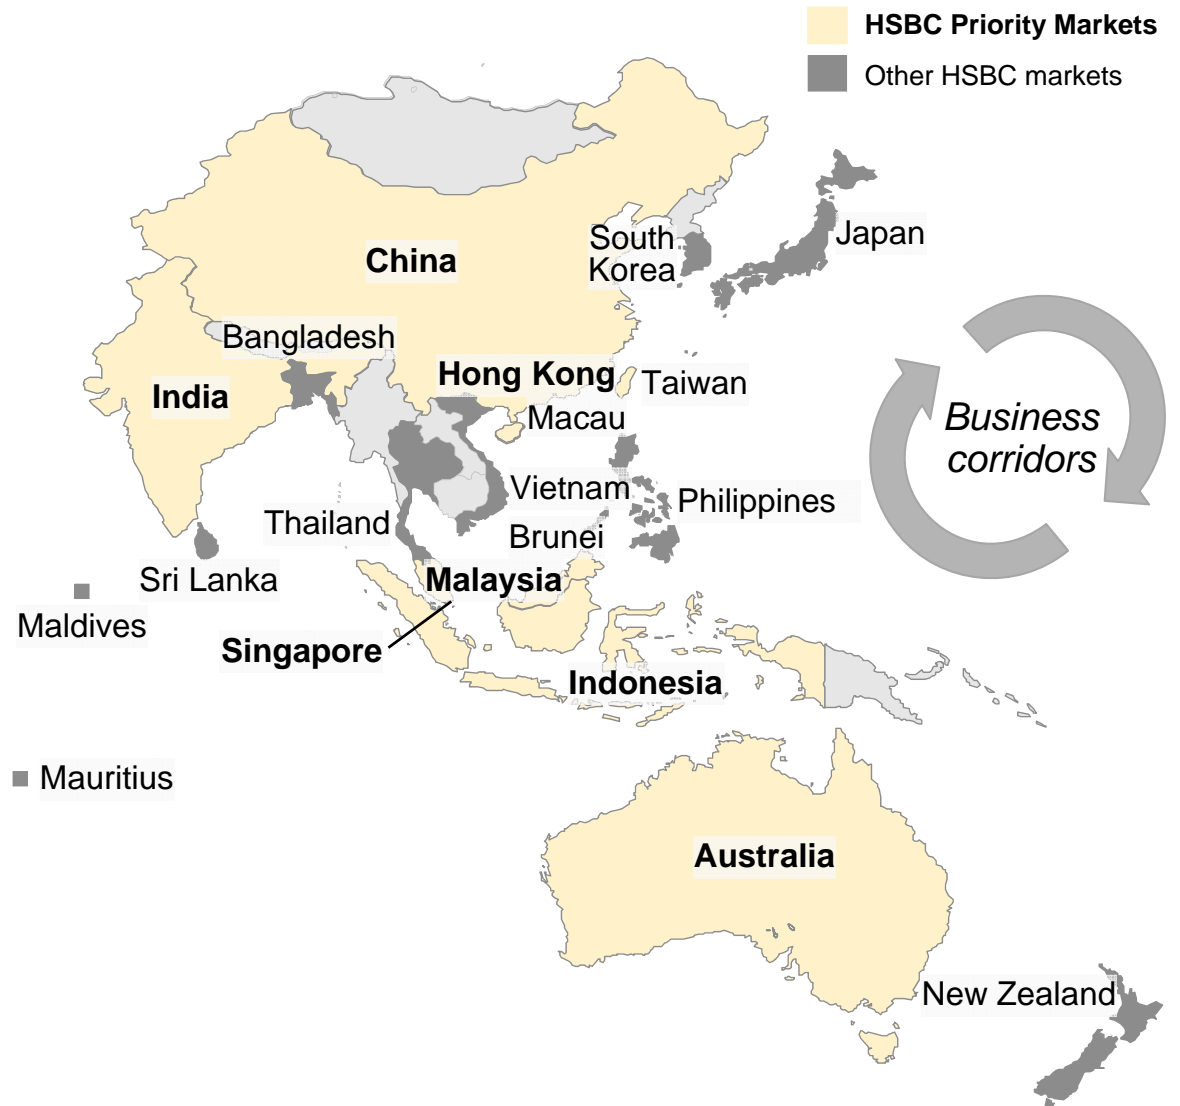 HSBC Priority Markets
Other HSBC markets
Japan
South
Korea
China
Bangladesh
Hong Kong
Taiwan
India
Macau
Business
corridors
Vietnam
Philippines
Thailand
Brunei
Sri Lanka
Malaysia
Maldives
Singapore
Indonesia
Mauritius
Australia
New Zealand